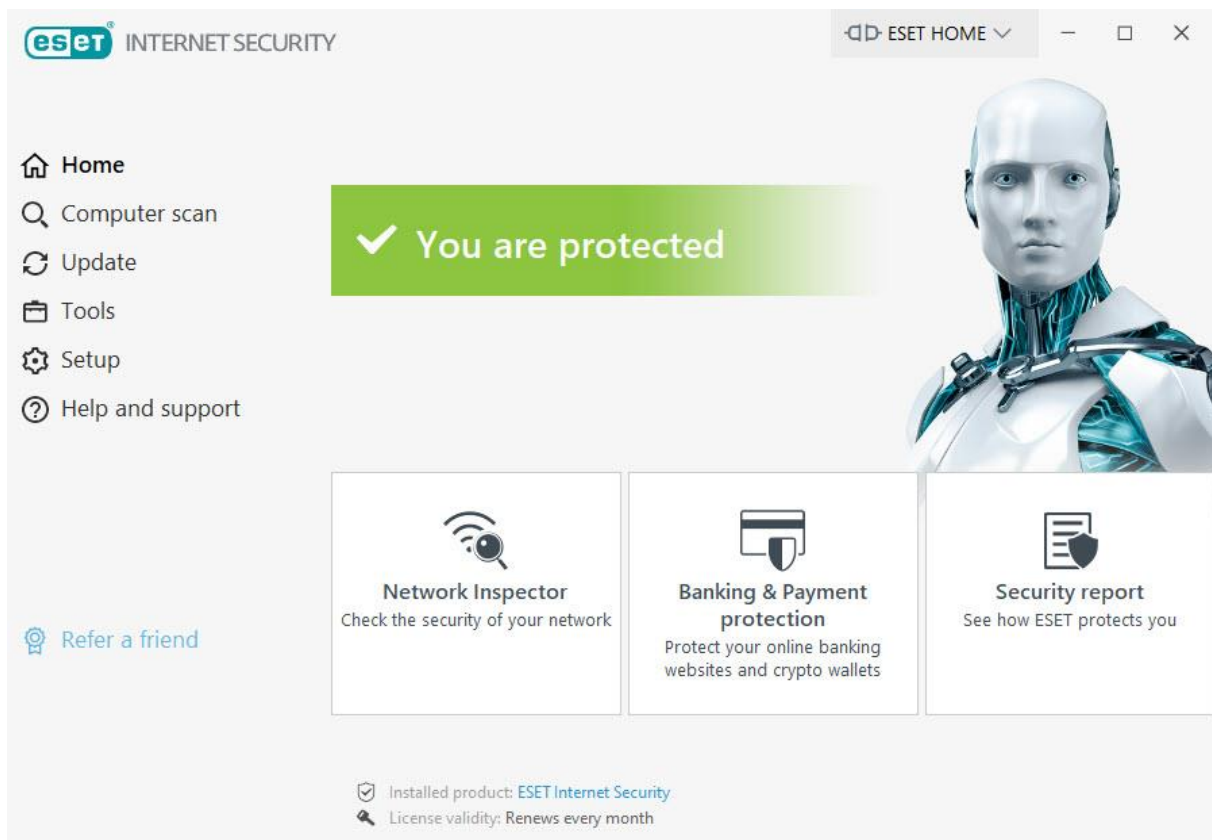 eseT® INTERNET SECURITY
ESET HOME
Home
Computer scan
Update
Tools
Setup
Help and support
Refer a friend
You are protected
Network Inspector
Check the security of your network
Banking & Payment
protection
Protect your online banking
websites and crypto wallets
Security report
See how ESET protects you
Installed product: ESET Internet Security
License validity: Renews every month